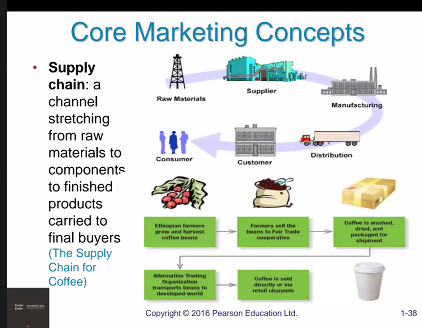 Core Marketing Concepts
• Supply
chain: a
channel
stretching
from raw
materials to
components
to finished
products
carried to
final buyers
(The Supply
Chain for
Coffee)
Raw Materials
Supplier
Manufacturing
Consumer
Customer
Distribution
Ethiopian farmers
grow and harvest
coffee beans
Farmers sell the
beans to Fair Trade
cooperative
Coffee is washed,
dried, and
packaged for
shipment
Alternative Trading
Organization
transports beans to
developed world
Coffee is sold
directly or via
retail channels
Copyright © 2016 Pearson Education Ltd.
1-38